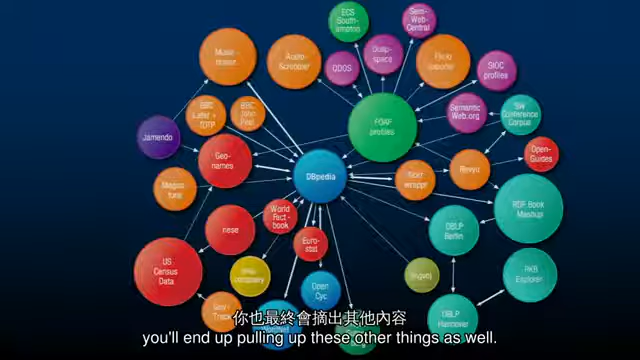 ECS
South-
ampton
Sem-
Web-
Central
Music-
brainz
Audio-
Scrobbler
QDOS
Doap-
space
Flickr
exporter
SIOC
profiles
BBC
Later +
TOTP
BBC
John
Peel
FOAF
profiles
Semantic
Web.org
SW
Conference
Corpus
Jamendo
Geo-
names
DBpedia
flickr
wrappr
Revyu
Open-
Guides
Magna-
tune
World
Fact-
book
RDF Book
Mashup
DBLP
Berlin
Euro-
stat
US
Census
Data
Open
Cyc
lingvoj
RKB
Explorer
DBLP
Hannover
你也最終會摘出其他內容
you'll end up pulling up these other things as well.